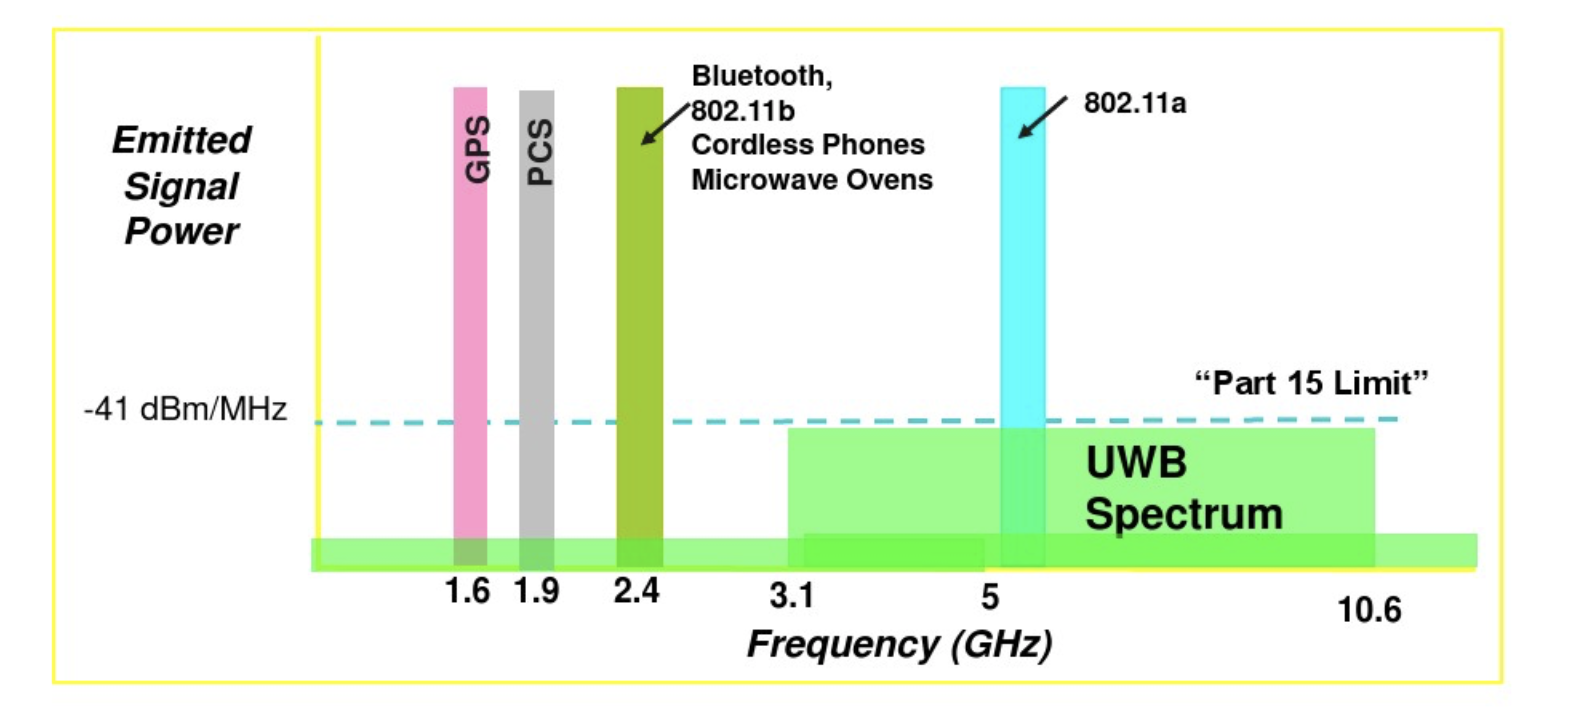 Emitted
Signal
Power
GPS
PCS
Bluetooth,
802.11b
Cordless Phones
Microwave Ovens
802.11a
-41 dBm/MHz
“Part 15 Limit”
UWB
Spectrum
1.6 1.9 2.4 3.1 5 10.6
Frequency (GHz)